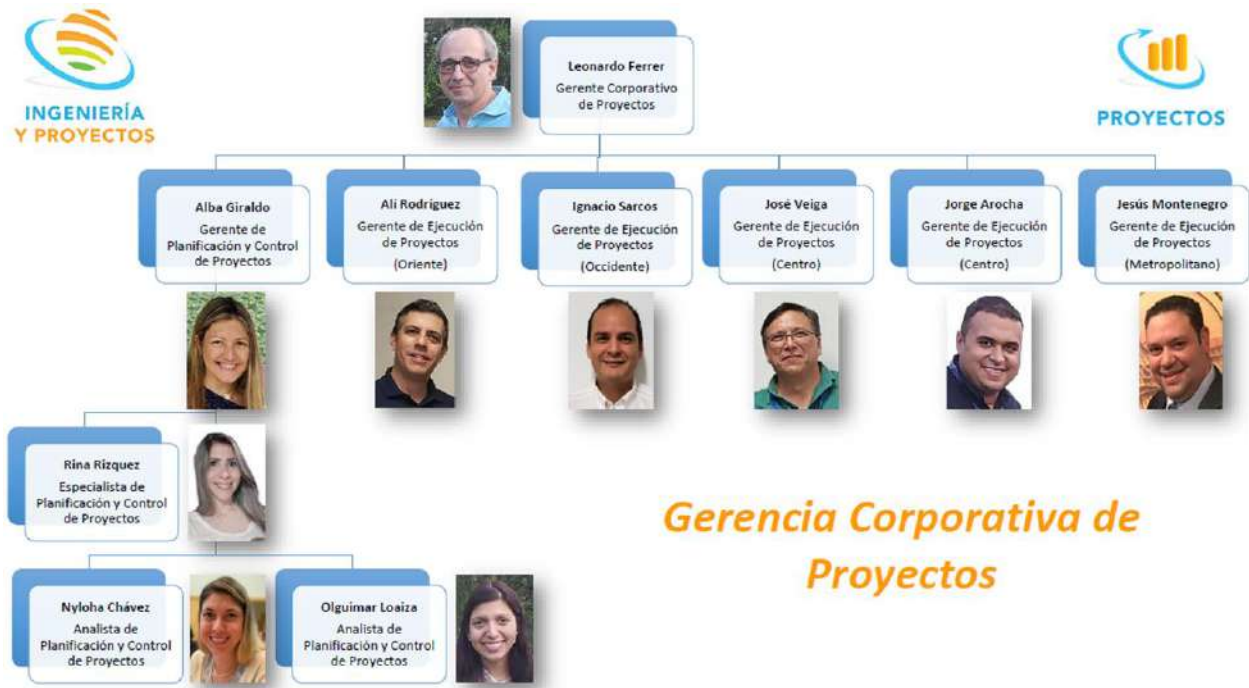 INGENIERÍA
Y PROYECTOS
Leonardo Ferrer
Gerente Corporativo
de Proyectos
PROYECTOS
Alba Giraldo
Gerente de
Planificación y Control
de Proyectos
Alí Rodríguez
Gerente de Ejecución
de Proyectos
(Oriente)
Ignacio Sarcos
Gerente de Ejecución
de Proyectos
(Occidente)
José Veiga
Gerente de Ejecución
de Proyectos
(Centro)
Jorge Arocha
Gerente de Ejecución
de Proyectos
(Centro)
Jesús Montenegro
Gerente de Ejecución
de Proyectos
(Metropolitano)
Rina Rizquez
Especialista de
Planificación y Control
de Proyectos
Gerencia Corporativa de
Proyectos
Nyloha Chávez
Analista de
Planificación y Control
de Proyectos
Olguimar Loaiza
Analista de
Planificación y Control
de Proyectos